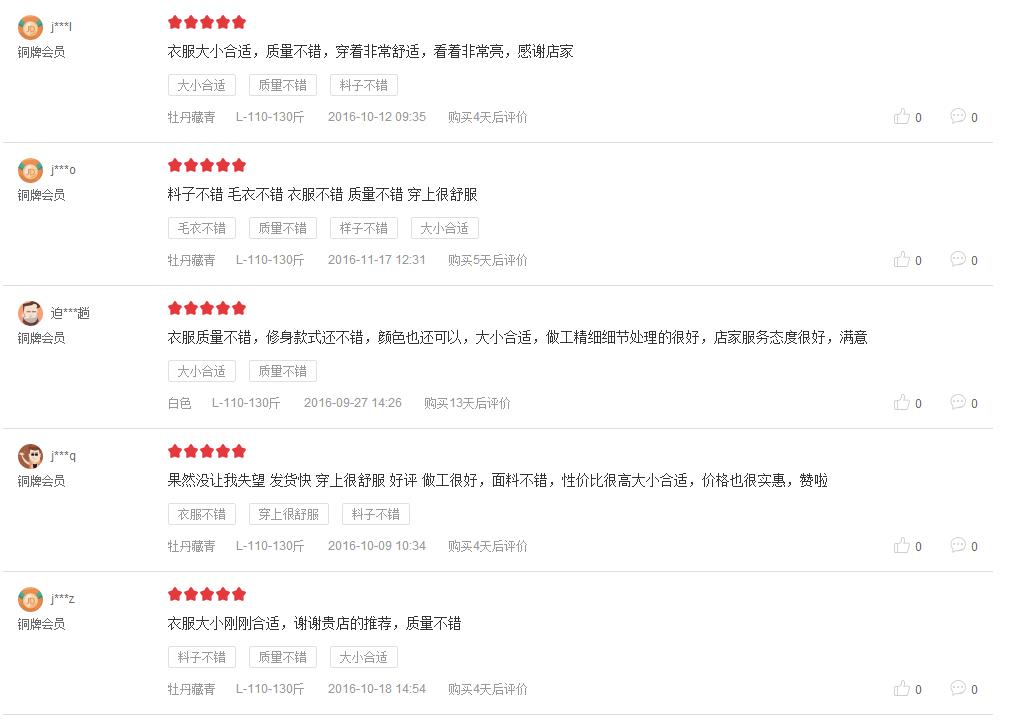 j***l
铜牌会员
衣服大小合适，质量不错，穿着非常舒适，看着非常亮，感谢店家
大小合适 质量不错 料子不错
牡丹藏青 L-110-130斤 2016-10-12 09:35 购买4天后评价 0 0
j***o
铜牌会员
料子不错 毛衣不错 衣服不错 质量不错 穿上很舒服
毛衣不错 质量不错 样子不错 大小合适
牡丹藏青 L-110-130斤 2016-11-17 12:31 购买5天后评价 0 0
迫***趟
铜牌会员
衣服质量不错，修身款式还不错，颜色也还可以，大小合适，做工精细细节处理的很好，店家服务态度很好，满意
大小合适 质量不错
白色 L-110-130斤 2016-09-27 14:26 购买13天后评价 0 0
j***q
铜牌会员
果然没让我失望 发货快 穿上很舒服 好评 做工很好，面料不错，性价比很高大小合适，价格也很实惠，赞啦
衣服不错 穿上很舒服 料子不错
牡丹藏青 L-110-130斤 2016-10-09 10:34 购买4天后评价 0 0
j***z
铜牌会员
衣服大小刚刚合适，谢谢贵店的推荐，质量不错
料子不错 质量不错 大小合适
牡丹藏青 L-110-130斤 2016-10-18 14:54 购买4天后评价 0 0